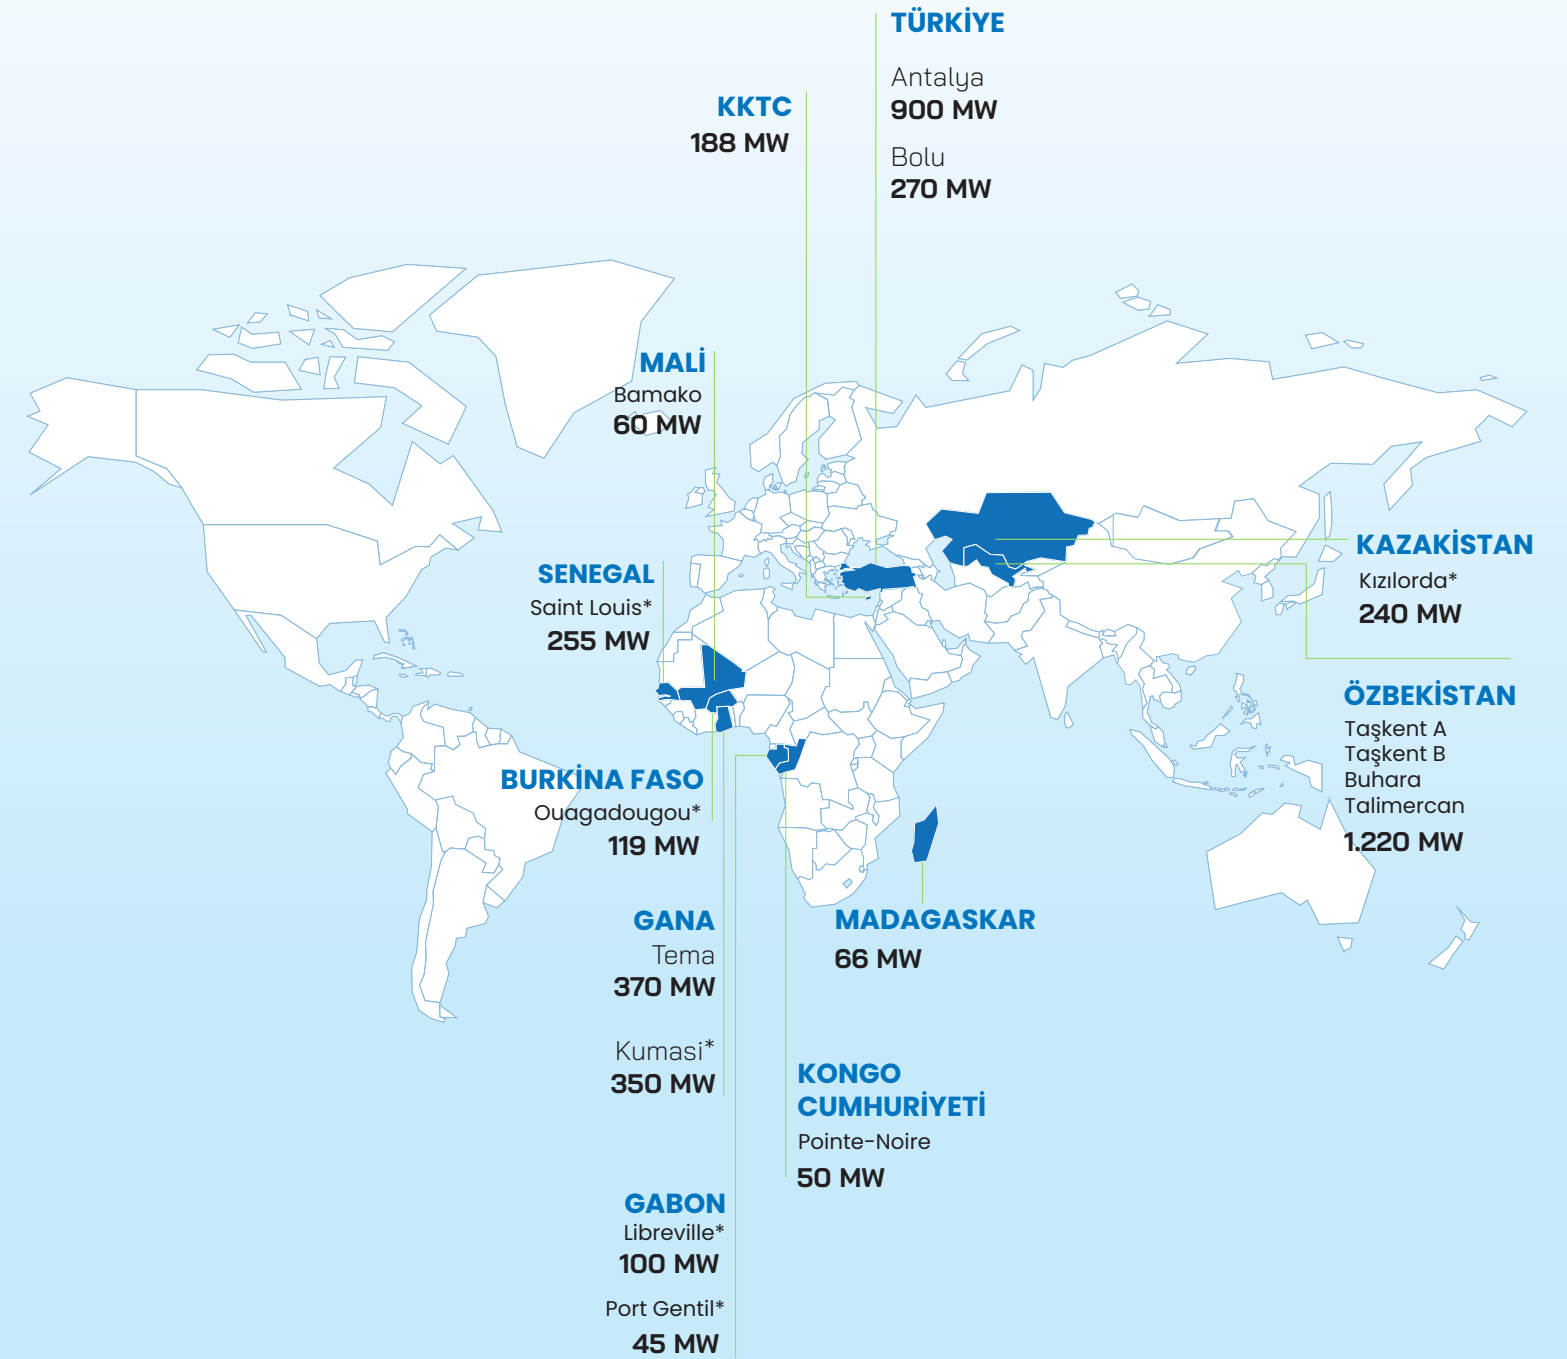 TÜRKİYE
Antalya
900 MW
Bolu
270 MW
KKTC
188 MW
MALİ
Bamako
60 MW
SENEGAL
Saint Louis*
255 MW
KAZAKİSTAN
Kızılorda*
240 MW
ÖZBEKİSTAN
Taşkent A
Taşkent B
Buhara
Talimercan
1.220 MW
BURKİNA FASO
Ouagadougou*
119 MW
GANA
Tema
370 MW
Kumasi*
350 MW
MADAGASKAR
66 MW
KONGO
CUMHURİYETİ
Pointe-Noire
50 MW
GABON
Libreville*
100 MW
Port Gentil*
45 MW